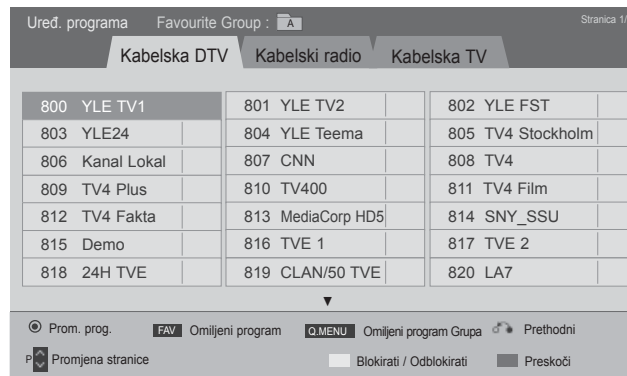 Uređ. programa Favourite Group : A Stranica 1/
Kabelska DTV Kabelski radio Kabelska TV
800 YLE TV1 801 YLE TV2 802 YLE FST
803 YLE24 804 YLE Teema 805 TV4 Stockholm
806 Kanal Lokal 807 CNN 808 TV4
809 TV4 Plus 810 TV400 811 TV4 Film
812 TV4 Fakta 813 MediaCorp HD5 814 SNY_SSU
815 Demo 816 TVE 1 817 TVE 2
818 24H TVE 819 CLAN/50 TVE 820 LA7
Prom. prog. FAV Omiljeni program Q.MENU Omiljeni program Grupa Prethodni
P Promjena stranice Blokirati / Odblokirati Preskoči